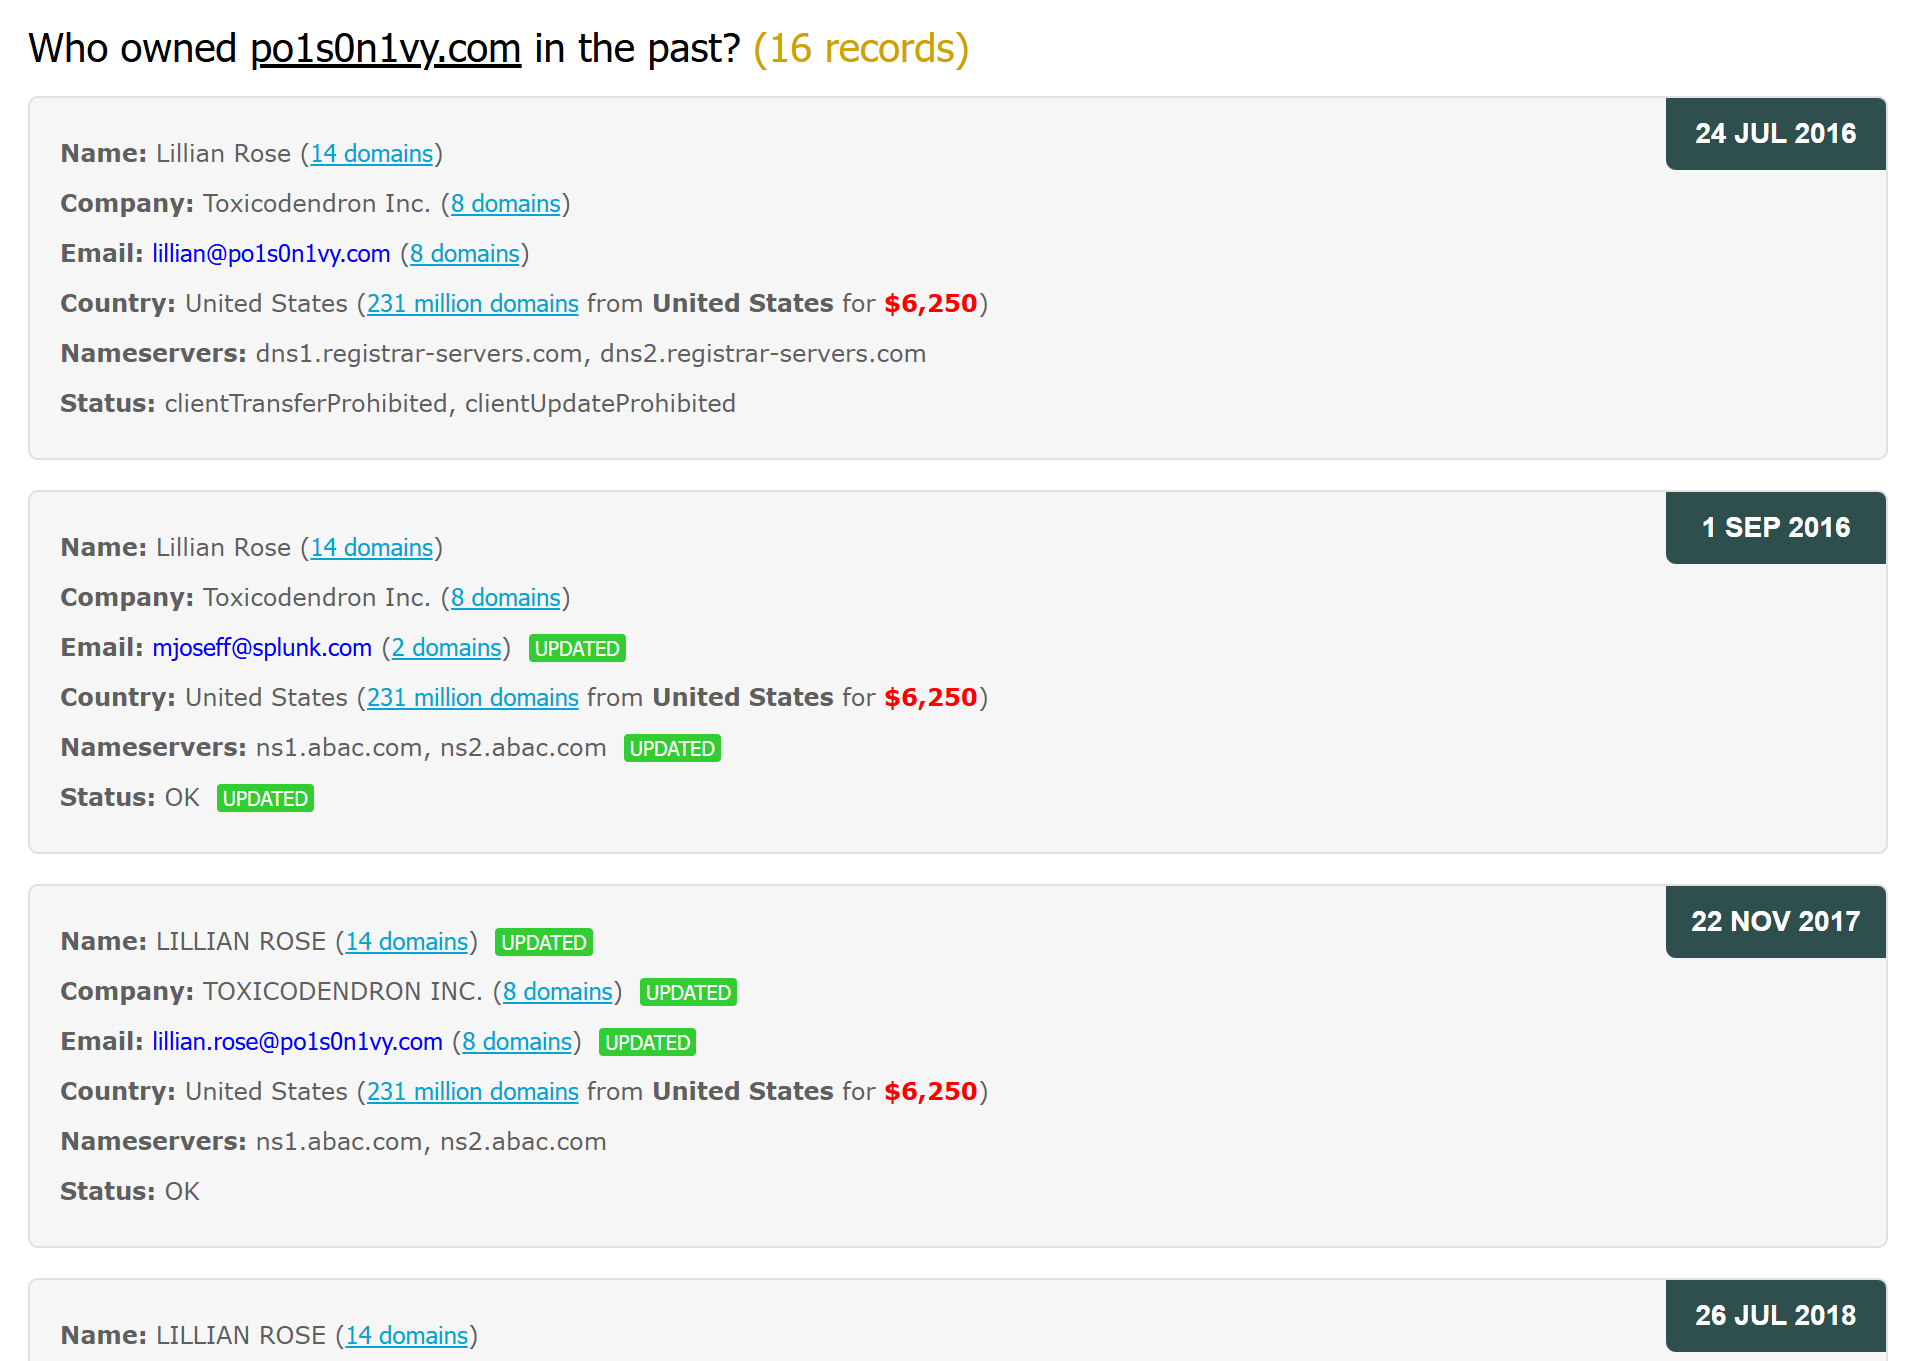 Who owned po1s0n1vy.com in the past? (16 records)
24 JUL 2016
Name: Lillian Rose (14 domains)
Company: Toxicodendron Inc. (8 domains)
Email: lillian@po1s0n1vy.com (8 domains)
Country: United States (231 million domains from United States for $6,250)
Nameservers: dns1.registrar-servers.com, dns2.registrar-servers.com
Status: clientTransferProhibited, clientUpdateProhibited
1 SEP 2016
Name: Lillian Rose (14 domains)
Company: Toxicodendron Inc. (8 domains)
Email: mjoseff@splunk.com (2 domains) UPDATED
Country: United States (231 million domains from United States for $6,250)
Nameservers: ns1.abac.com, ns2.abac.com UPDATED
Status: OK UPDATED
22 NOV 2017
Name: LILLIAN ROSE (14 domains) UPDATED
Company: TOXICODENDRON INC. (8 domains) UPDATED
Email: lillian.rose@po1s0n1vy.com (8 domains) UPDATED
Country: United States (231 million domains from United States for $6,250)
Nameservers: ns1.abac.com, ns2.abac.com
Status: OK
26 JUL 2018
Name: LILLIAN ROSE (14 domains)